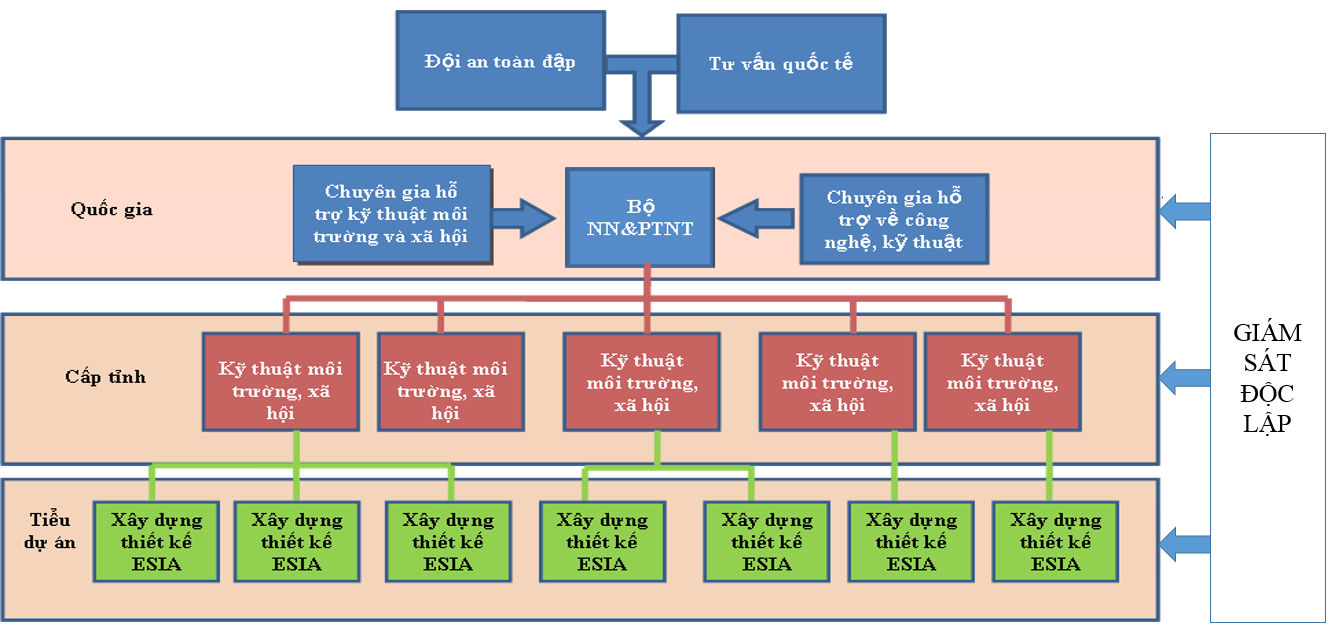 Đội an toàn đập
Tư vấn quốc tế
Quốc gia
Chuyên gia hỗ
trợ kỹ thuật môi
trường và xã hội
Bộ
NN&PTNT
Chuyên gia hỗ
trợ về công
nghệ, kỹ thuật
Cấp tỉnh
Kỹ thuật môi
trường, xã
hội
Kỹ thuật môi
trường, xã
hội
Kỹ thuật
môi trường,
xã hội
Kỹ thuật
môi trường,
xã hội
Kỹ thuật
môi trường,
xã hội
Tiểu
dự án
Xây dựng
thiết kế
ESIA
Xây dựng
thiết kế
ESIA
Xây dựng
thiết kế
ESIA
Xây dựng
thiết kế
ESIA
Xây dựng
thiết kế
ESIA
Xây dựng
thiết kế
ESIA
Xây dựng
thiết kế
ESIA
GIÁM
SÁT
ĐỘC
LẬP